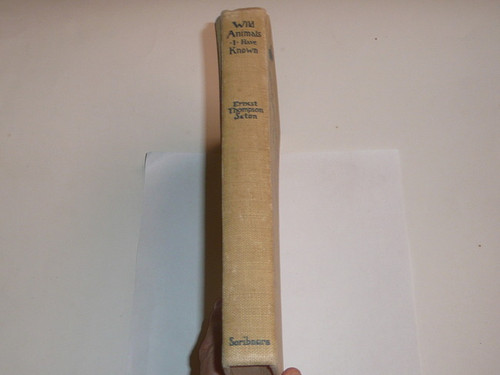 Wild
Animals
·I· Have
Known
Ernest
Thompson
Seton
Scribners